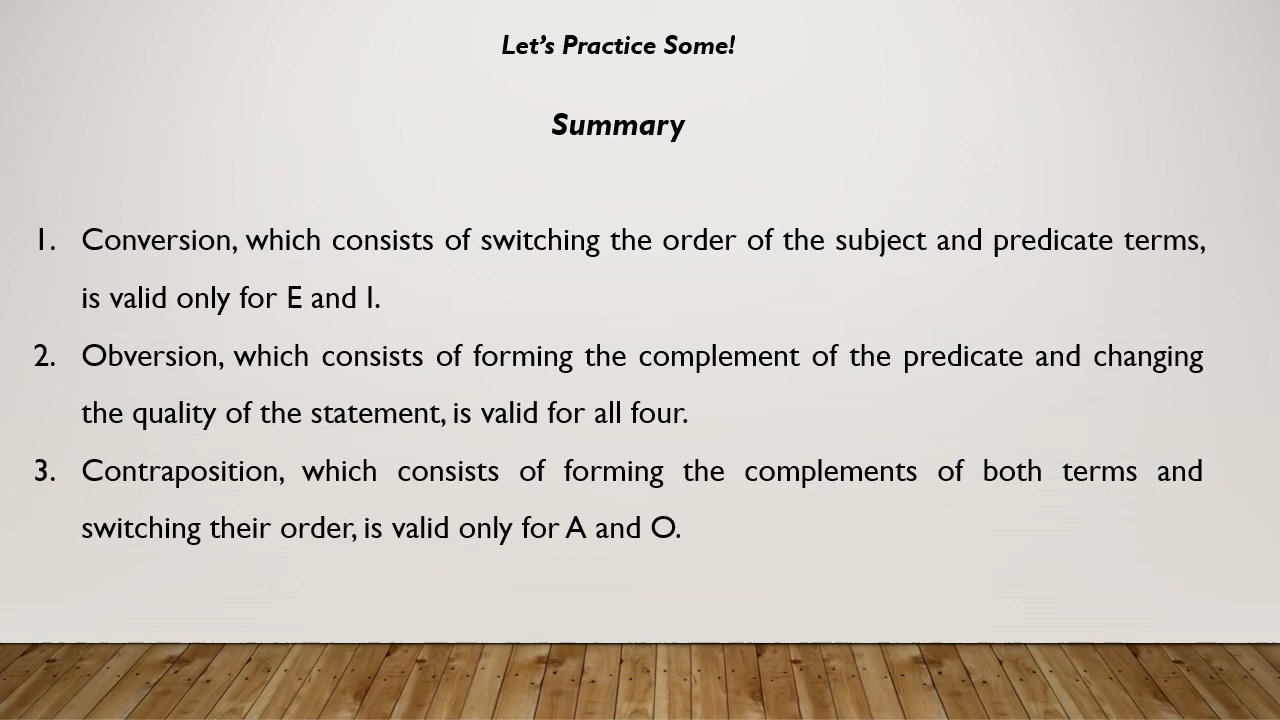 Let’s Practice Some!
Summary
1. Conversion, which consists of switching the order of the subject and predicate terms,
is valid only for E and I.
2. Obversion, which consists of forming the complement of the predicate and changing
the quality of the statement, is valid for all four.
3. Contraposition, which consists of forming the complements of both terms and
switching their order, is valid only for A and O.